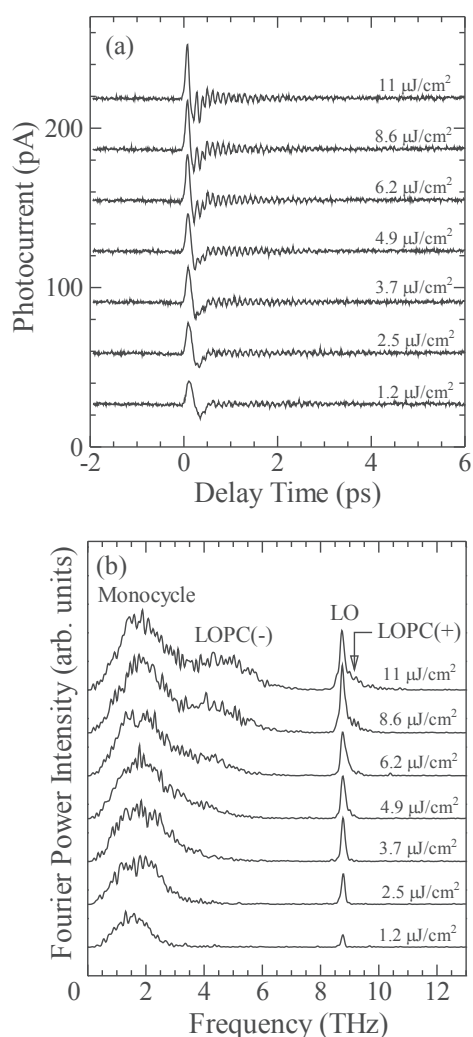 (a)
11 μJ/cm²
8.6 μJ/cm²
6.2 μJ/cm²
4.9 μJ/cm²
3.7 μJ/cm²
2.5 μJ/cm²
1.2 μJ/cm²
200
100
0
Photocurrent (pA)
-2 0 2 4 6
Delay Time (ps)
(b)
Monocycle
LOPC(-)
LO
LOPC(+)
11 μJ/cm²
8.6 μJ/cm²
6.2 μJ/cm²
4.9 μJ/cm²
3.7 μJ/cm²
2.5 μJ/cm²
1.2 μJ/cm²
Fourier Power Intensity (arb. units)
0 2 4 6 8 10 12
Frequency (THz)